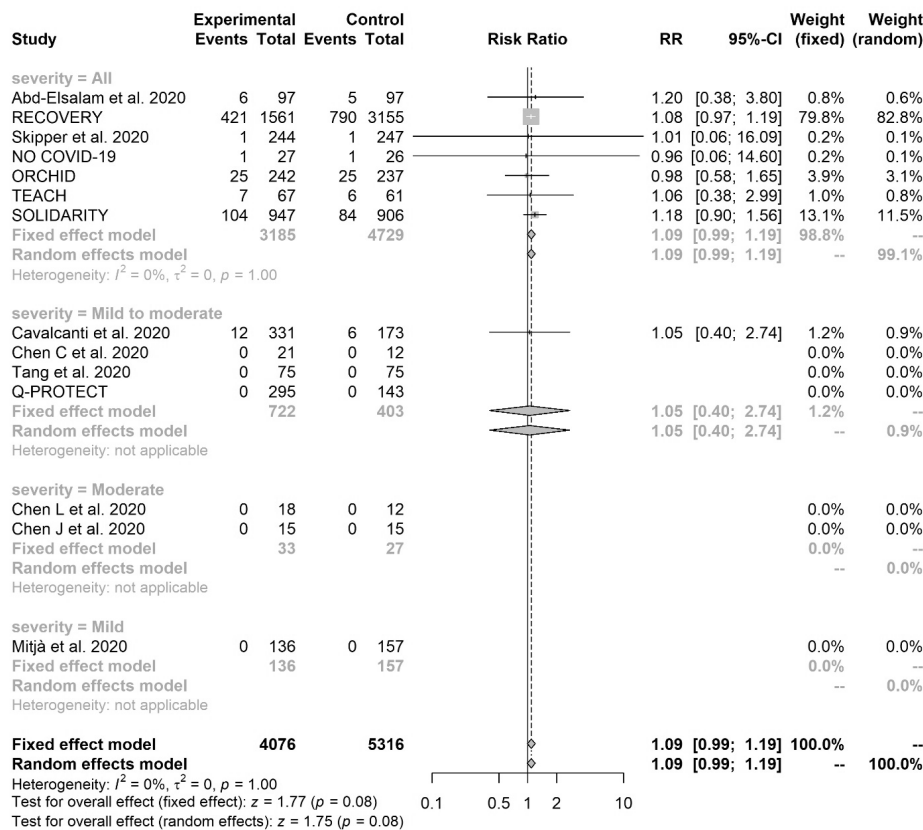 Experimental Control Weight Weight
Study Events Total Events Total Risk Ratio RR 95%-CI (fixed) (random)
severity = All
Abd-Elsalam et al. 2020 6 97 5 97 1.20 [0.38; 3.80] 0.8% 0.6%
RECOVERY 421 1561 790 3155 1.08 [0.97; 1.19] 79.8% 82.8%
Skipper et al. 2020 1 244 1 247 1.01 [0.06; 16.09] 0.2% 0.1%
NO COVID-19 1 27 1 26 0.96 [0.06; 14.60] 0.2% 0.1%
ORCHID 25 242 25 237 0.98 [0.58; 1.65] 3.9% 3.1%
TEACH 7 67 6 61 1.06 [0.38; 2.99] 1.0% 0.8%
SOLIDARITY 104 947 84 906 1.18 [0.90; 1.56] 13.1% 11.5%
Fixed effect model 3185 4729 1.09 [0.99; 1.19] 98.8% --
Random effects model 1.09 [0.99; 1.19] -- 99.1%
Heterogeneity: I² = 0%, τ² = 0, p = 1.00
severity = Mild to moderate
Cavalcanti et al. 2020 12 331 6 173 1.05 [0.40; 2.74] 1.2% 0.9%
Chen C et al. 2020 0 21 0 12 0.0% 0.0%
Tang et al. 2020 0 75 0 75 0.0% 0.0%
Q-PROTECT 0 295 0 143 0.0% 0.0%
Fixed effect model 722 403 1.05 [0.40; 2.74] 1.2% --
Random effects model 1.05 [0.40; 2.74] -- 0.9%
Heterogeneity: not applicable
severity = Moderate
Chen L et al. 2020 0 18 0 12 0.0% 0.0%
Chen J et al. 2020 0 15 0 15 0.0% 0.0%
Fixed effect model 33 27 0.0% --
Random effects model -- 0.0%
Heterogeneity: not applicable
severity = Mild
Mitjà et al. 2020 0 136 0 157 0.0% 0.0%
Fixed effect model 136 157 0.0% --
Random effects model -- 0.0%
Heterogeneity: not applicable
Fixed effect model 4076 5316 1.09 [0.99; 1.19] 100.0% --
Random effects model 1.09 [0.99; 1.19] -- 100.0%
Heterogeneity: I² = 0%, τ² = 0, p = 1.00
Test for overall effect (fixed effect): z = 1.77 (p = 0.08)
Test for overall effect (random effects): z = 1.75 (p = 0.08)
0.1 0.5 1 2 10